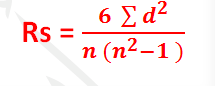 Rs = 6 ∑ d² / n (n²−1)